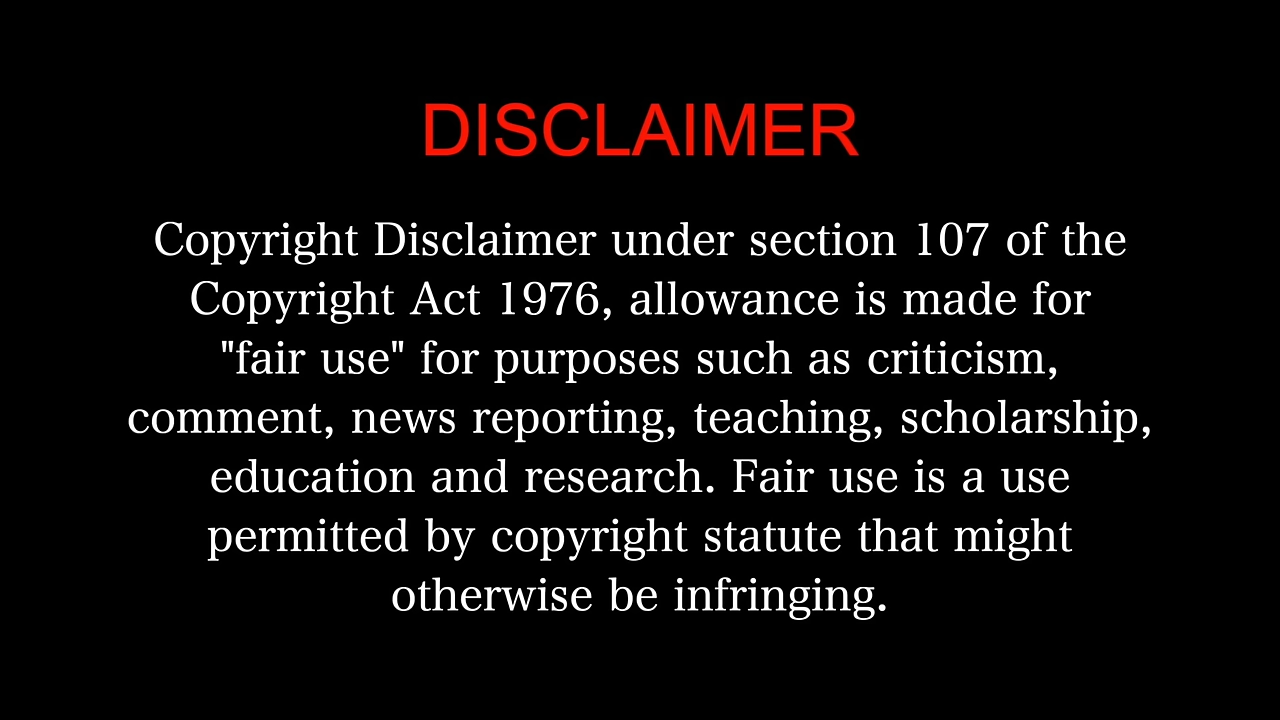 DISCLAIMER
Copyright Disclaimer under section 107 of the
Copyright Act 1976, allowance is made for
"fair use" for purposes such as criticism,
comment, news reporting, teaching, scholarship,
education and research. Fair use is a use
permitted by copyright statute that might
otherwise be infringing.